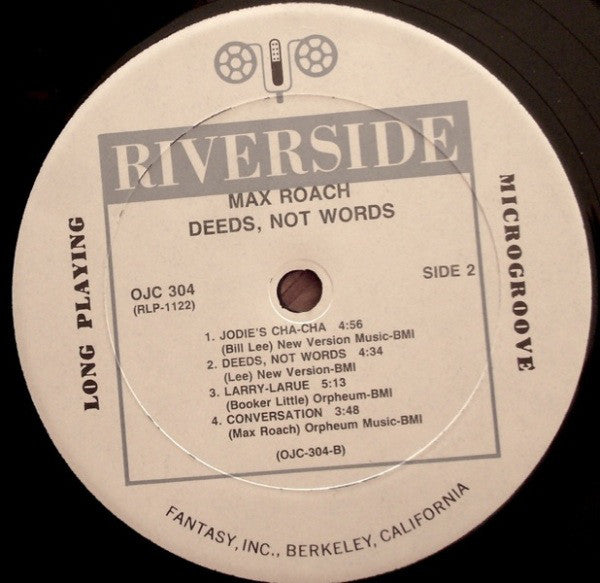 RIVERSIDE
MAX ROACH
DEEDS, NOT WORDS
LONG PLAYING
MICROGROOVE
OJC 304
(RLP-1122)
SIDE 2
1. JODIE'S CHA-CHA 4:56
(Bill Lee) New Version Music-BMI
2. DEEDS, NOT WORDS 4:34
(Lee) New Version-BMI
3. LARRY-LARUE 5:13
(Booker Little) Orpheum-BMI
4. CONVERSATION 3:48
(Max Roach) Orpheum Music-BMI
(OJC-304-B)
FANTASY, INC., BERKELEY, CALIFORNIA